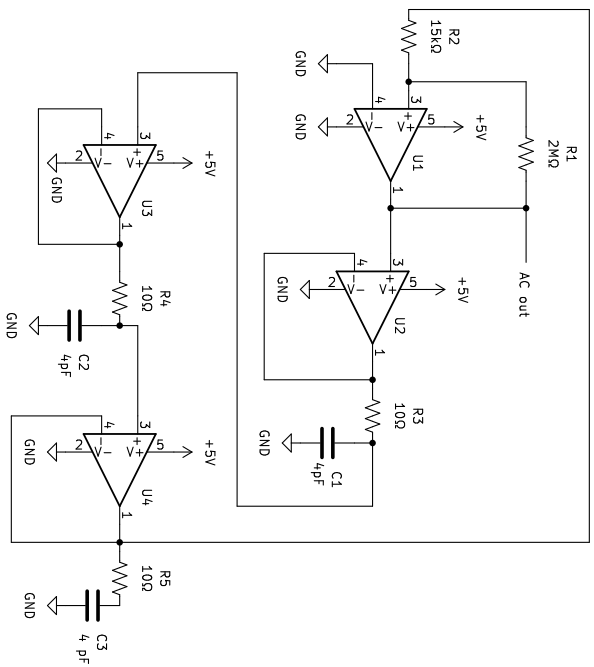 R1
2MΩ
AC out
R2
15kΩ
+5V
GND
GND
3
+
V+
5
4
−
V−
2
1
U1
+5V
GND
3
+
V+
5
4
−
V−
2
1
U2
R3
10Ω
C1
4pF
GND
+5V
GND
3
+
V+
5
4
−
V−
2
1
U3
R4
10Ω
C2
4pF
GND
+5V
GND
3
+
V+
5
4
−
V−
2
1
U4
R5
10Ω
C3
4 pF
GND